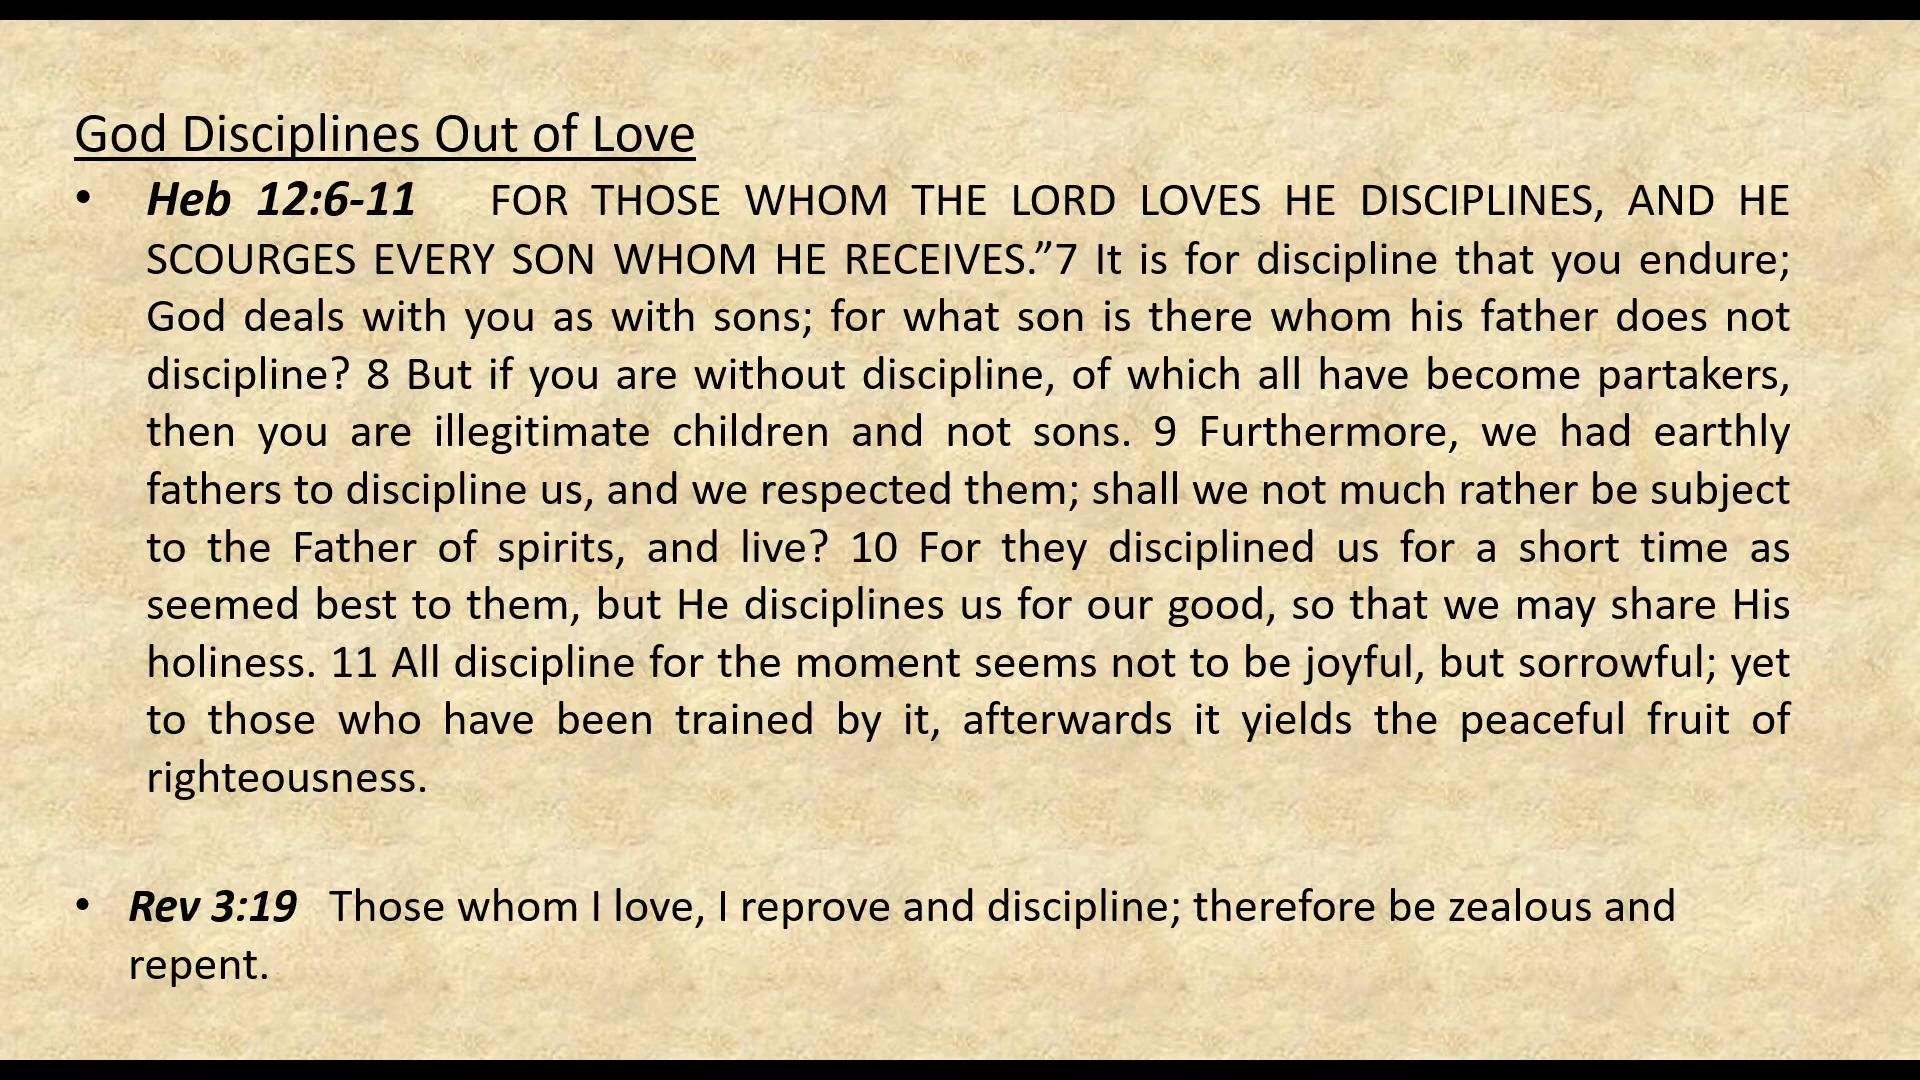 God Disciplines Out of Love
• Heb 12:6-11 FOR THOSE WHOM THE LORD LOVES HE DISCIPLINES, AND HE
SCOURGES EVERY SON WHOM HE RECEIVES.”7 It is for discipline that you endure;
God deals with you as with sons; for what son is there whom his father does not
discipline? 8 But if you are without discipline, of which all have become partakers,
then you are illegitimate children and not sons. 9 Furthermore, we had earthly
fathers to discipline us, and we respected them; shall we not much rather be subject
to the Father of spirits, and live? 10 For they disciplined us for a short time as
seemed best to them, but He disciplines us for our good, so that we may share His
holiness. 11 All discipline for the moment seems not to be joyful, but sorrowful; yet
to those who have been trained by it, afterwards it yields the peaceful fruit of
righteousness.
• Rev 3:19 Those whom I love, I reprove and discipline; therefore be zealous and
repent.